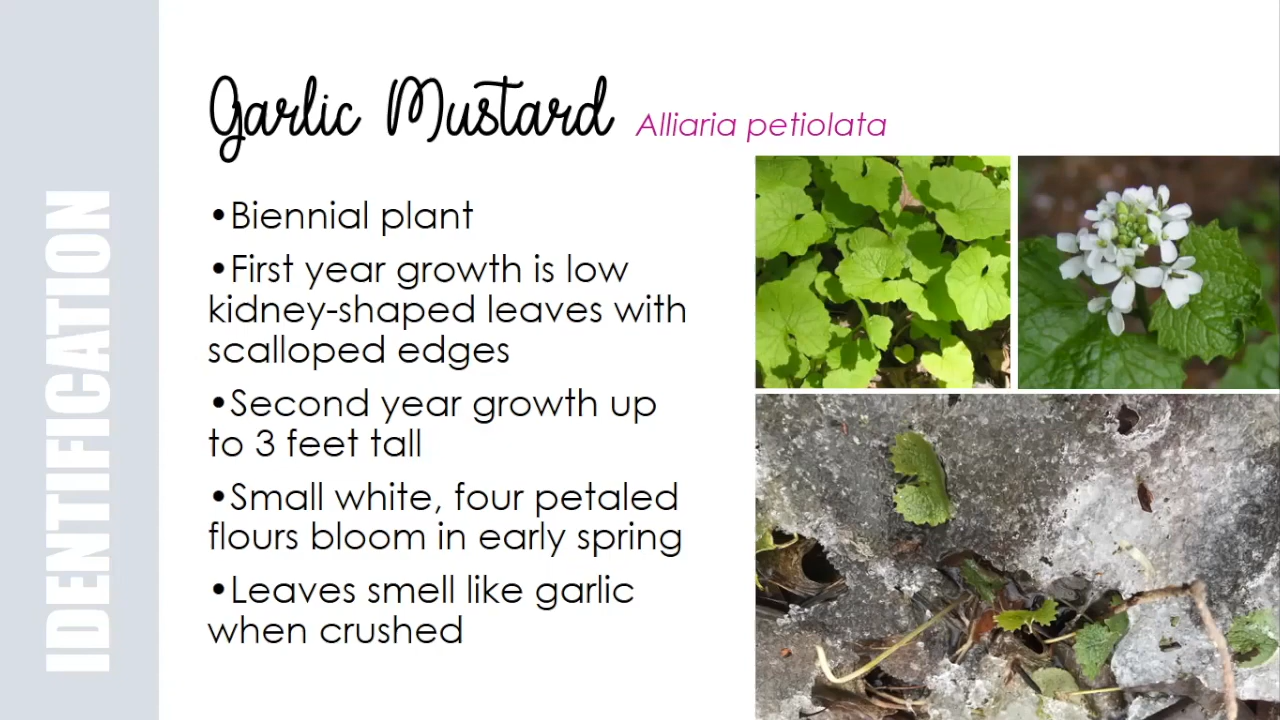 IDENTIFICATION
Garlic Mustard Alliaria petiolata
•Biennial plant
•First year growth is low
kidney-shaped leaves with
scalloped edges
•Second year growth up
to 3 feet tall
•Small white, four petaled
flours bloom in early spring
•Leaves smell like garlic
when crushed